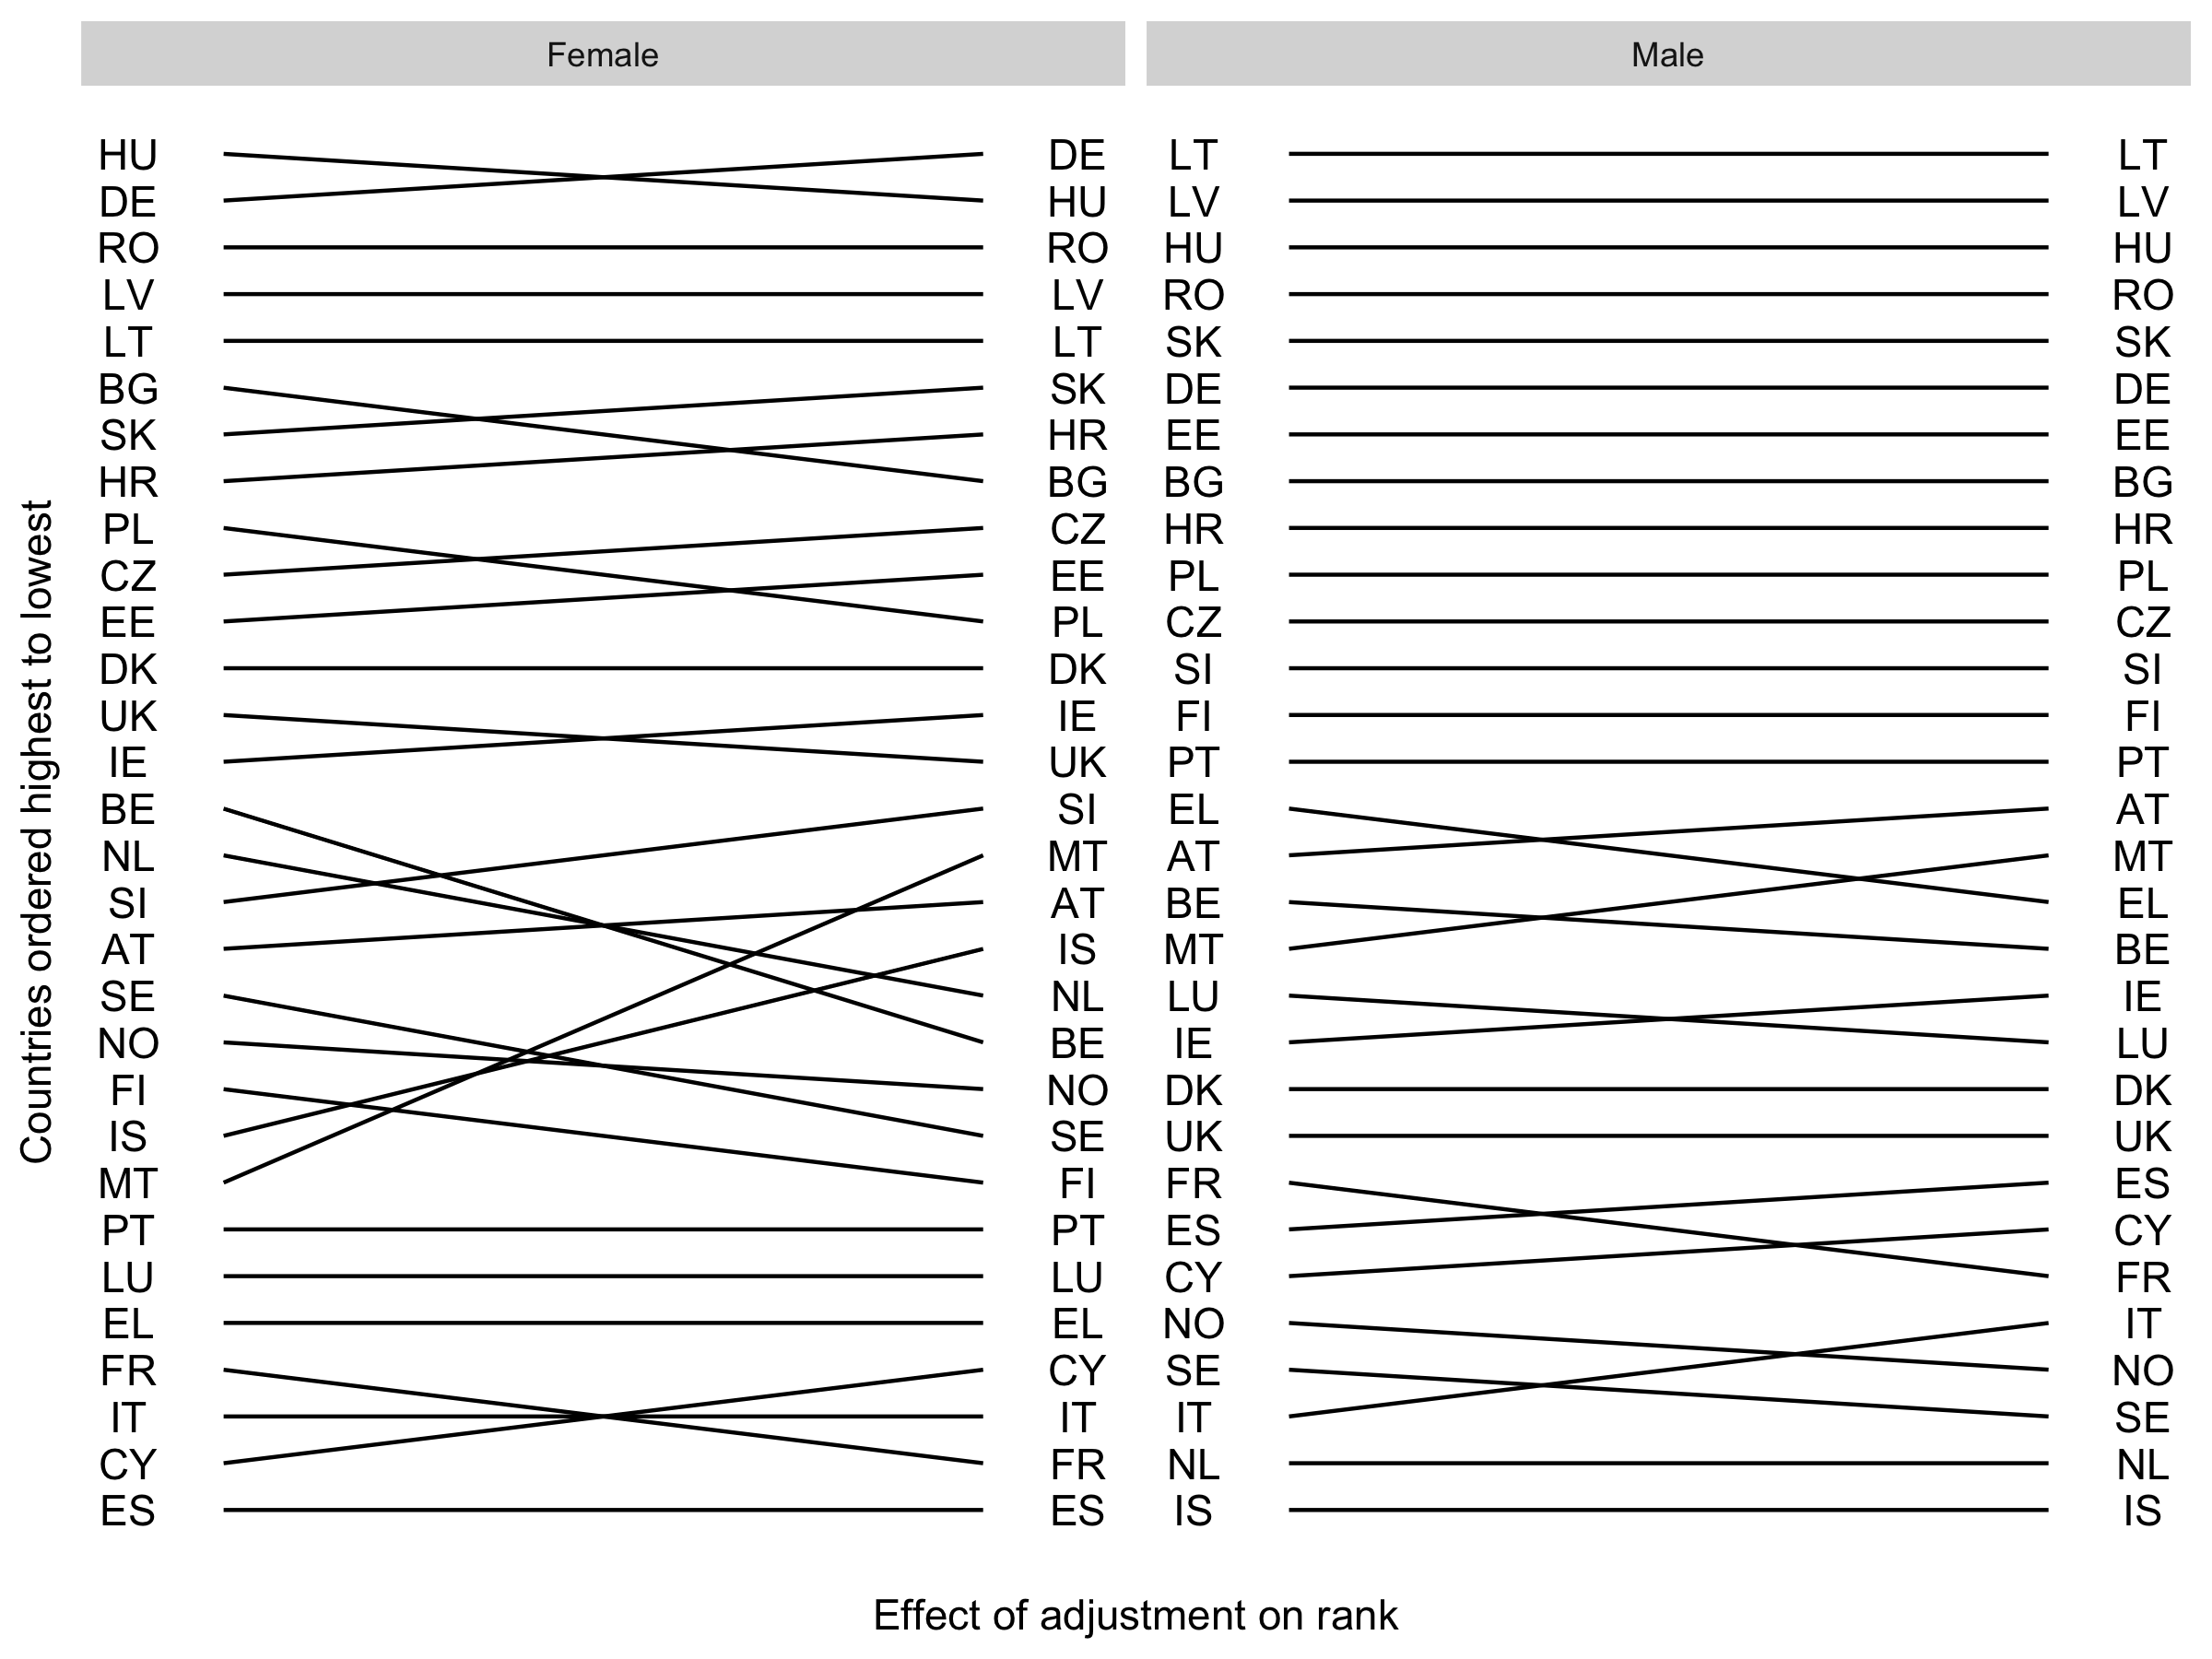 Female Male
HU DE LT LT
DE HU LV LV
RO RO HU HU
LV LV RO RO
LT LT SK SK
BG SK DE DE
SK HR EE EE
HR BG BG BG
PL CZ HR HR
CZ EE PL PL
EE PL CZ CZ
DK DK SI SI
UK IE FI FI
IE UK PT PT
BE SI EL AT
NL MT AT MT
SI AT BE EL
AT IS MT BE
SE NL LU IE
NO BE IE LU
FI NO DK DK
IS SE UK UK
MT FI FR ES
PT PT ES CY
LU LU CY FR
EL EL NO IT
FR CY SE NO
IT IT IT SE
CY FR NL NL
ES ES IS IS
Countries ordered highest to lowest
Effect of adjustment on rank